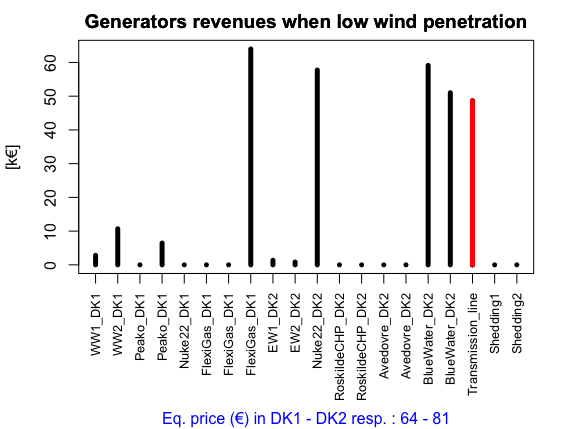 Generators revenues when low wind penetration
[k€]
60
50
40
30
20
10
0
WW1_DK1
WW2_DK1
Peako_DK1
Peako_DK1
Nuke22_DK1
FlexiGas_DK1
FlexiGas_DK1
FlexiGas_DK1
EW1_DK2
EW2_DK2
Nuke22_DK2
RoskildeCHP_DK2
RoskildeCHP_DK2
Avedovre_DK2
Avedovre_DK2
BlueWater_DK2
BlueWater_DK2
Transmission_line
Shedding1
Shedding2
Eq. price (€) in DK1 - DK2 resp. : 64 - 81